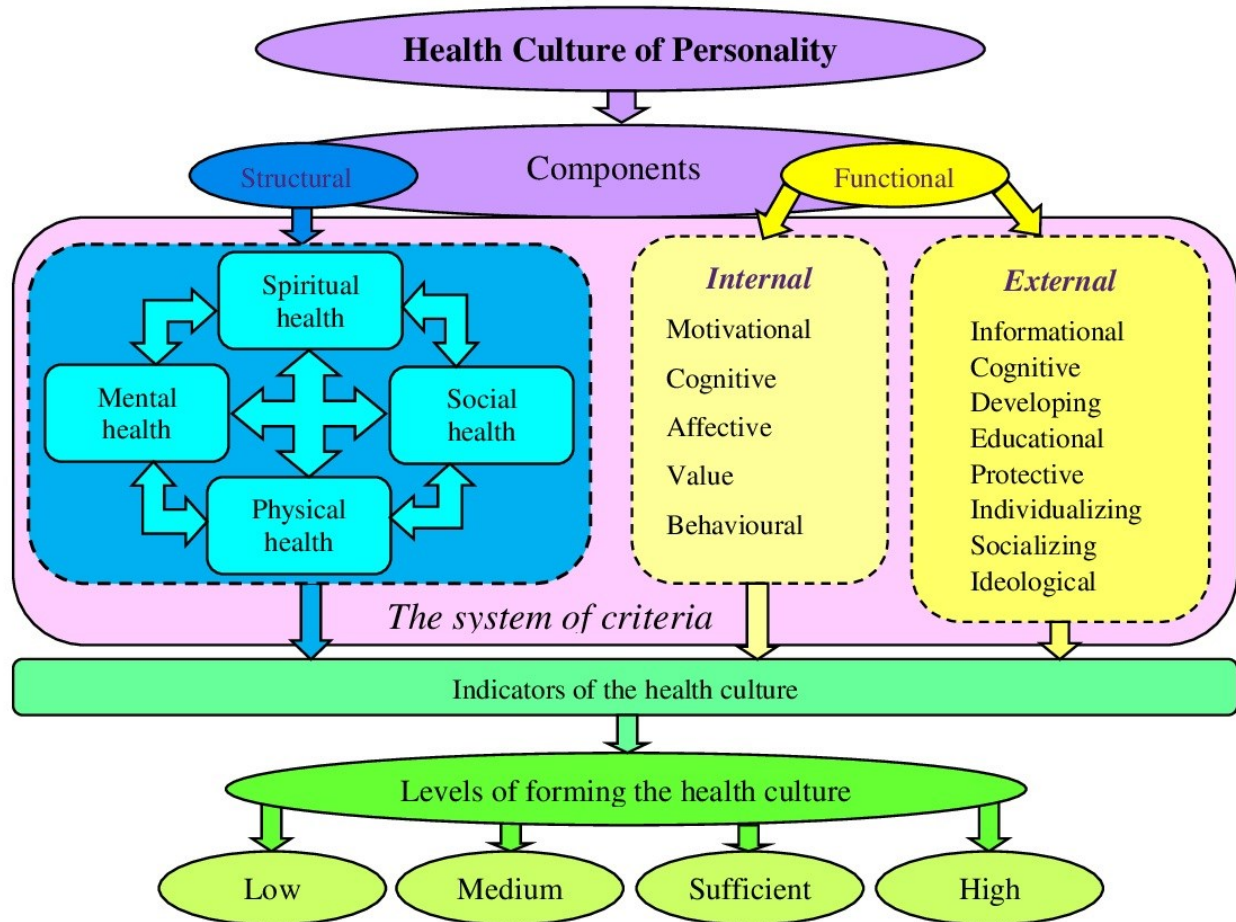 Health Culture of Personality
Components
Structural
Functional
Spiritual
health
Mental
health
Social
health
Physical
health
Internal
Motivational
Cognitive
Affective
Value
Behavioural
External
Informational
Cognitive
Developing
Educational
Protective
Individualizing
Socializing
Ideological
The system of criteria
Indicators of the health culture
Levels of forming the health culture
Low
Medium
Sufficient
High